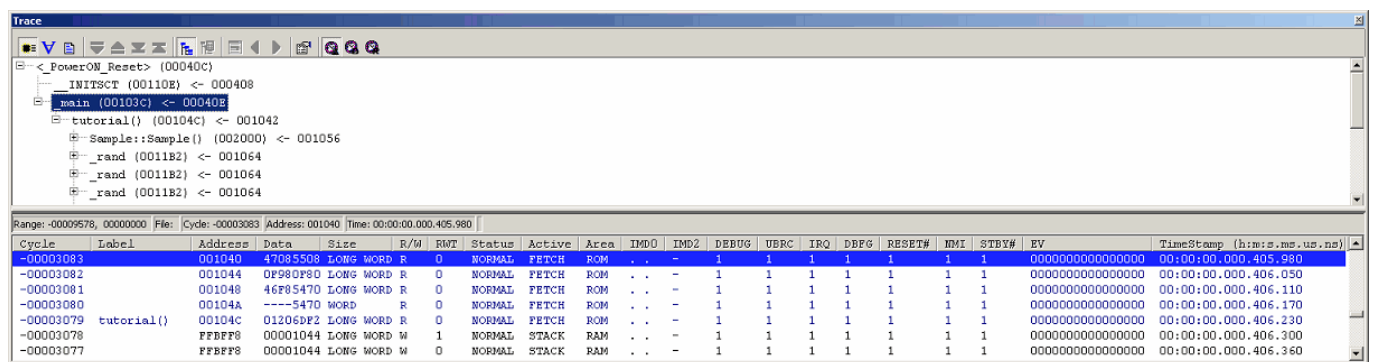 Trace
< _PowerON_Reset> (00040C)
__INITSCT (00110E) <- 000408
_main (00103C) <- 00040E
tutorial() (00104C) <- 001042
Sample::Sample() (002000) <- 001056
_rand (0011B2) <- 001064
_rand (0011B2) <- 001064
_rand (0011B2) <- 001064
Range: -00009578, 00000000 File: Cycle: -00003083 Address: 001040 Time: 00:00:00.000.405.980
Cycle Label Address Data Size R/W RWT Status Active Area IMD0 IMD2 DEBUG UBRC IRQ DBFG RESET# NMI STBY# EV TimeStamp (h:m:s.ms.us.ns)
-00003083 001040 47085508 LONG WORD R 0 NORMAL FETCH ROM . . - 1 1 1 1 1 1 1 0000000000000000 00:00:00.000.405.980
-00003082 001044 0F980F80 LONG WORD R 0 NORMAL FETCH ROM . . - 1 1 1 1 1 1 1 0000000000000000 00:00:00.000.406.050
-00003081 001048 46F85470 LONG WORD R 0 NORMAL FETCH ROM . . - 1 1 1 1 1 1 1 0000000000000000 00:00:00.000.406.110
-00003080 00104A ----5470 WORD R 0 NORMAL FETCH ROM . . - 1 1 1 1 1 1 1 0000000000000000 00:00:00.000.406.170
-00003079 tutorial() 00104C 01206DF2 LONG WORD R 0 NORMAL FETCH ROM . . - 1 1 1 1 1 1 1 0000000000000000 00:00:00.000.406.230
-00003078 FFBFF8 00001044 LONG WORD W 1 NORMAL STACK RAM . . - 1 1 1 1 1 1 1 0000000000000000 00:00:00.000.406.300
-00003077 FFBFF8 00001044 LONG WORD W 0 NORMAL STACK RAM . . - 1 1 1 1 1 1 1 0000000000000000 00:00:00.000.406.360